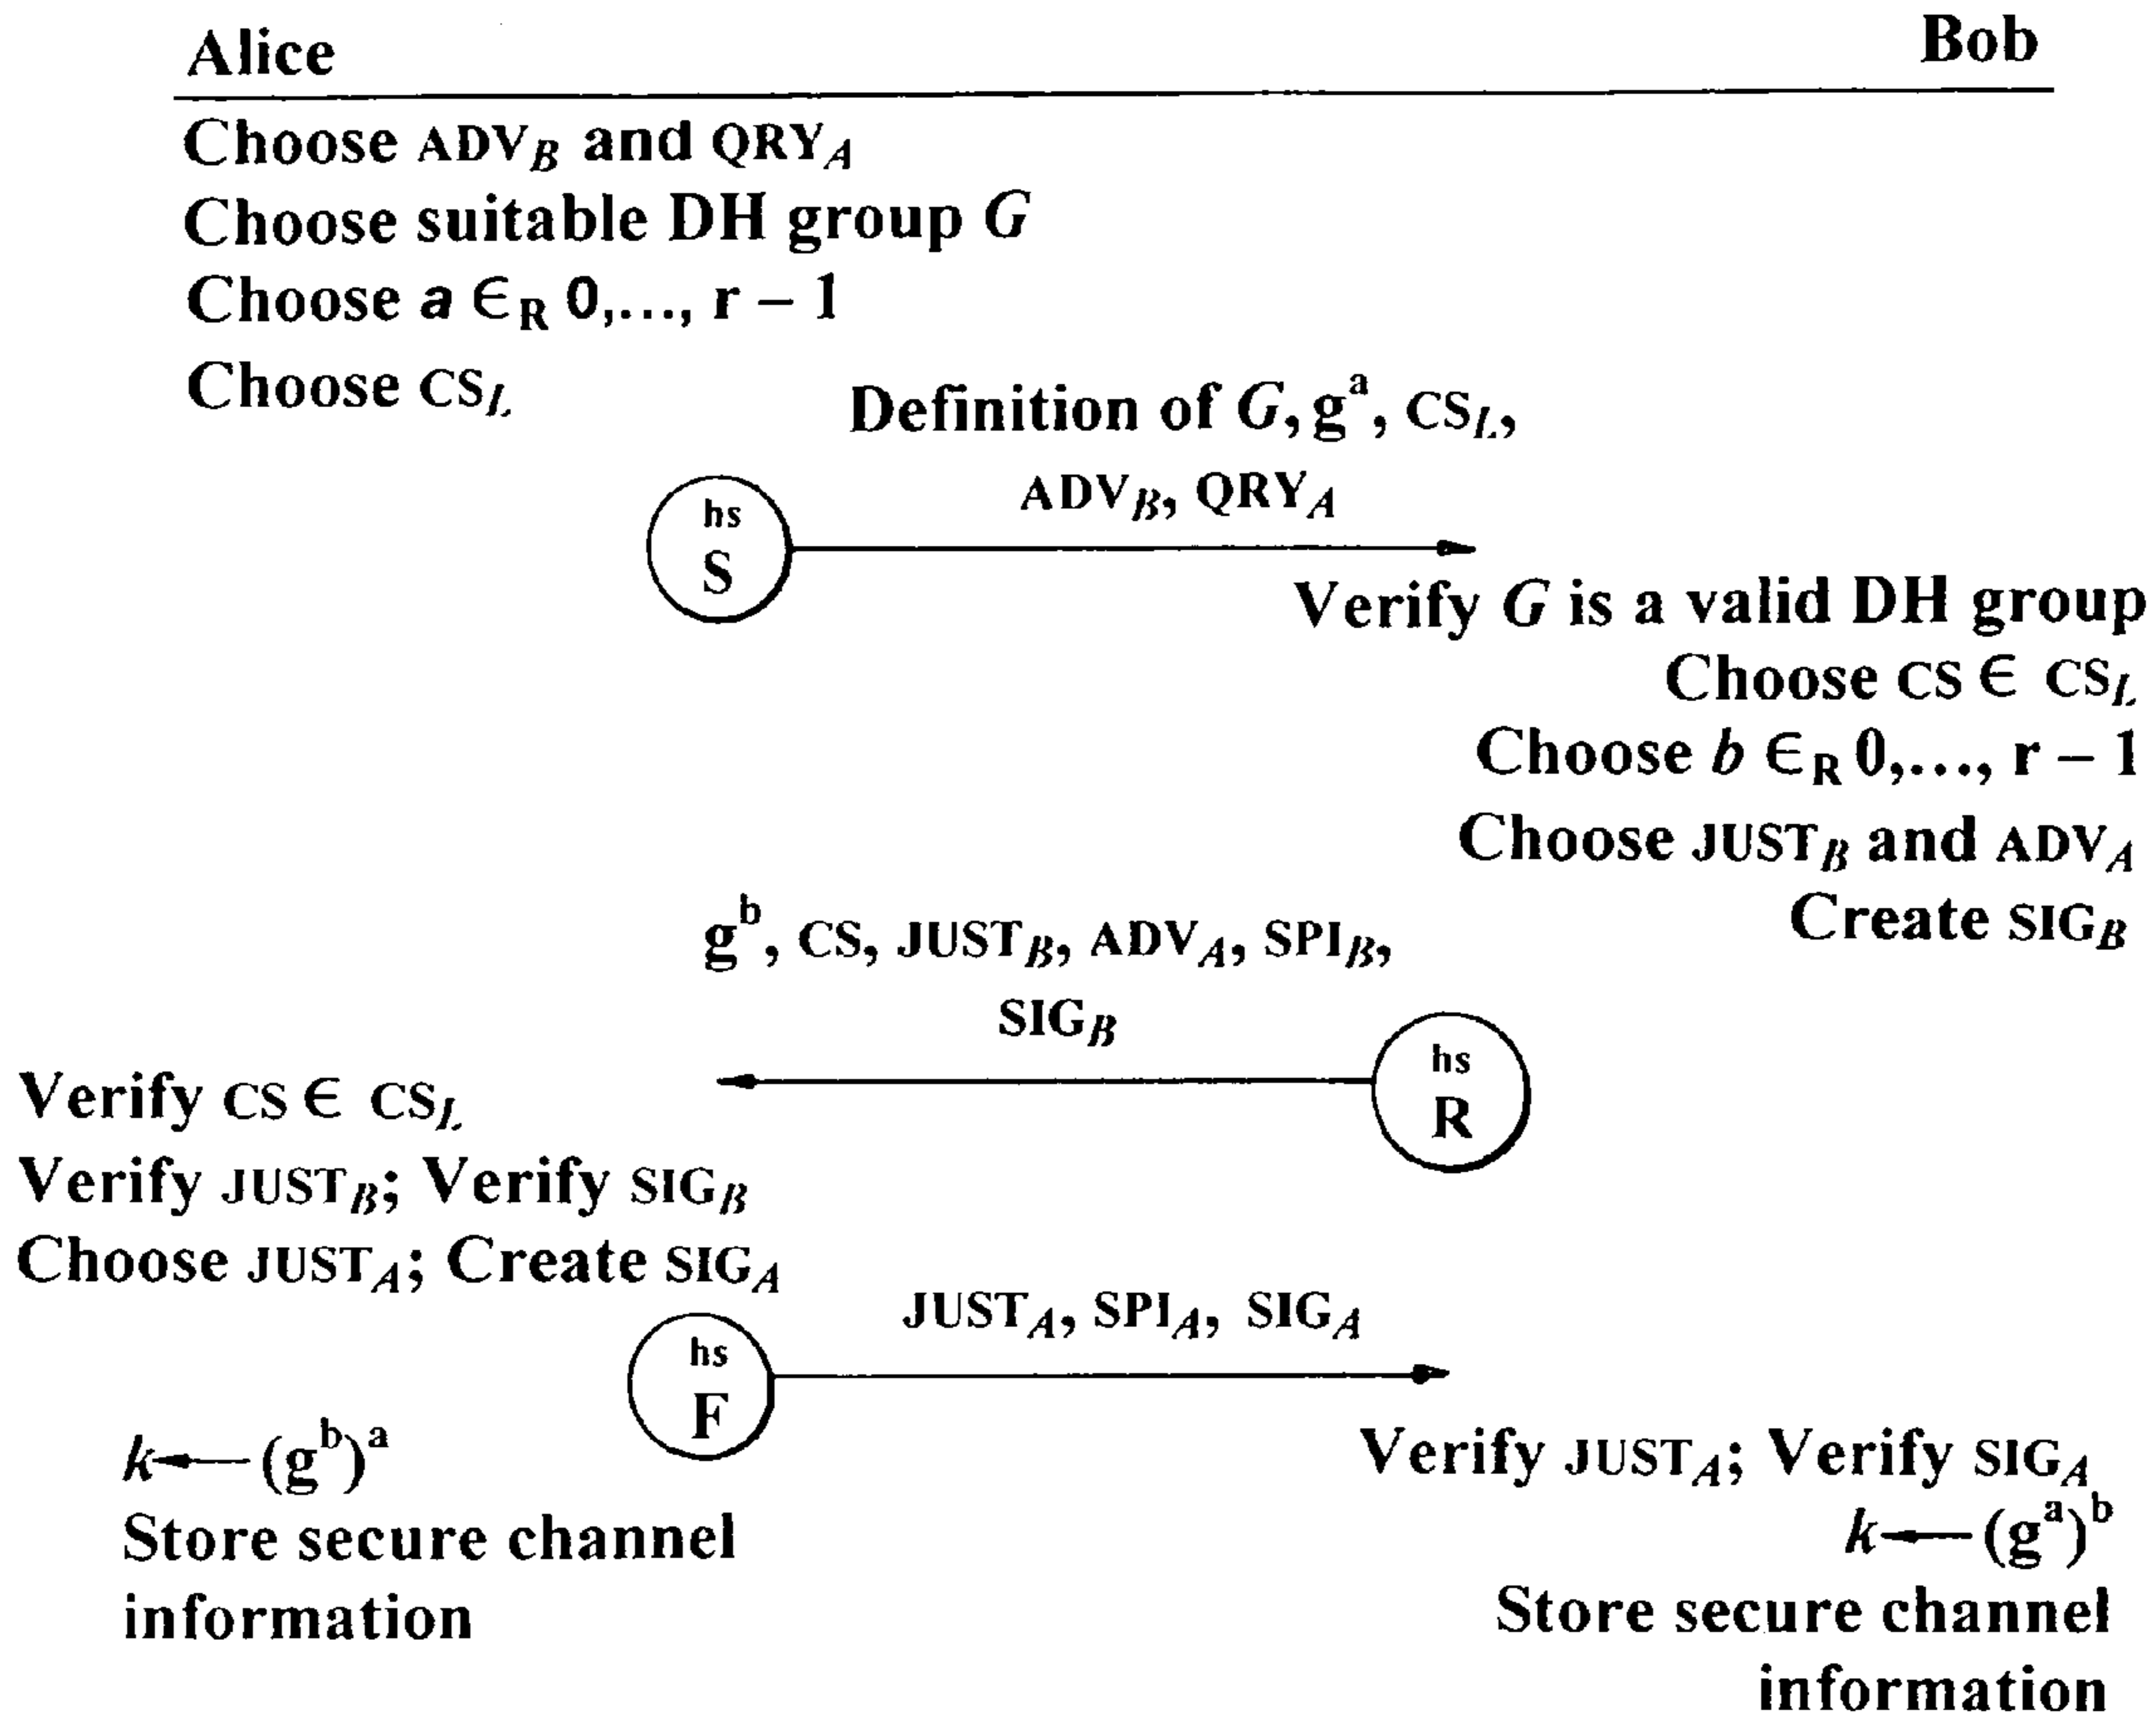 Alice
Bob
Choose ADV_B and QRY_A
Choose suitable DH group G
Choose a ∈_R 0,..., r – 1
Choose CS_L
Definition of G, g^a, CS_L,
ADV_B, QRY_A
hs
S
Verify G is a valid DH group
Choose CS ∈ CS_L
Choose b ∈_R 0,..., r – 1
Choose JUST_B and ADV_A
Create SIG_B
g^b, CS, JUST_B, ADV_A, SPI_B,
SIG_B
hs
R
Verify CS ∈ CS_L
Verify JUST_B; Verify SIG_B
Choose JUST_A; Create SIG_A
JUST_A, SPI_A, SIG_A
hs
F
k ← (g^b)^a
Store secure channel
information
Verify JUST_A; Verify SIG_A
k ← (g^a)^b
Store secure channel
information